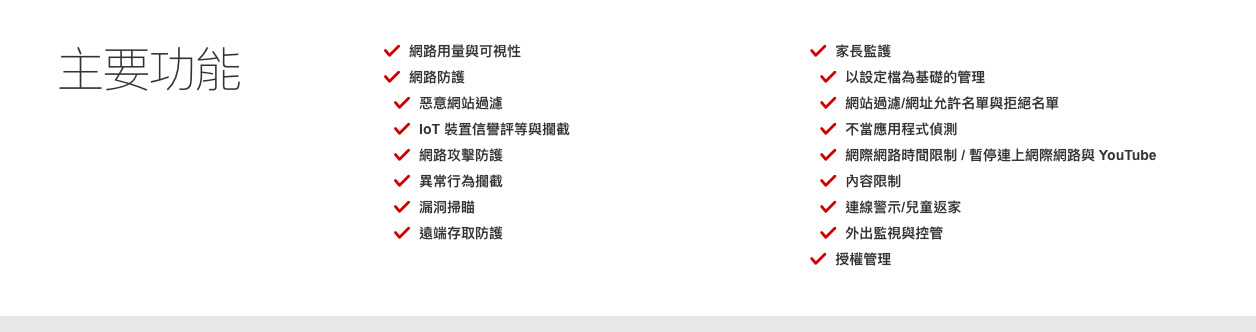 主要功能
網路用量與可視性
網路防護
惡意網站過濾
IoT 裝置信譽評等與攔截
網路攻擊防護
異常行為攔截
漏洞掃瞄
遠端存取防護
家長監護
以設定檔為基礎的管理
網站過濾/網址允許名單與拒絕名單
不當應用程式偵測
網際網路時間限制 / 暫停連上網際網路與 YouTube
內容限制
連線警示/兒童返家
外出監視與控管
授權管理